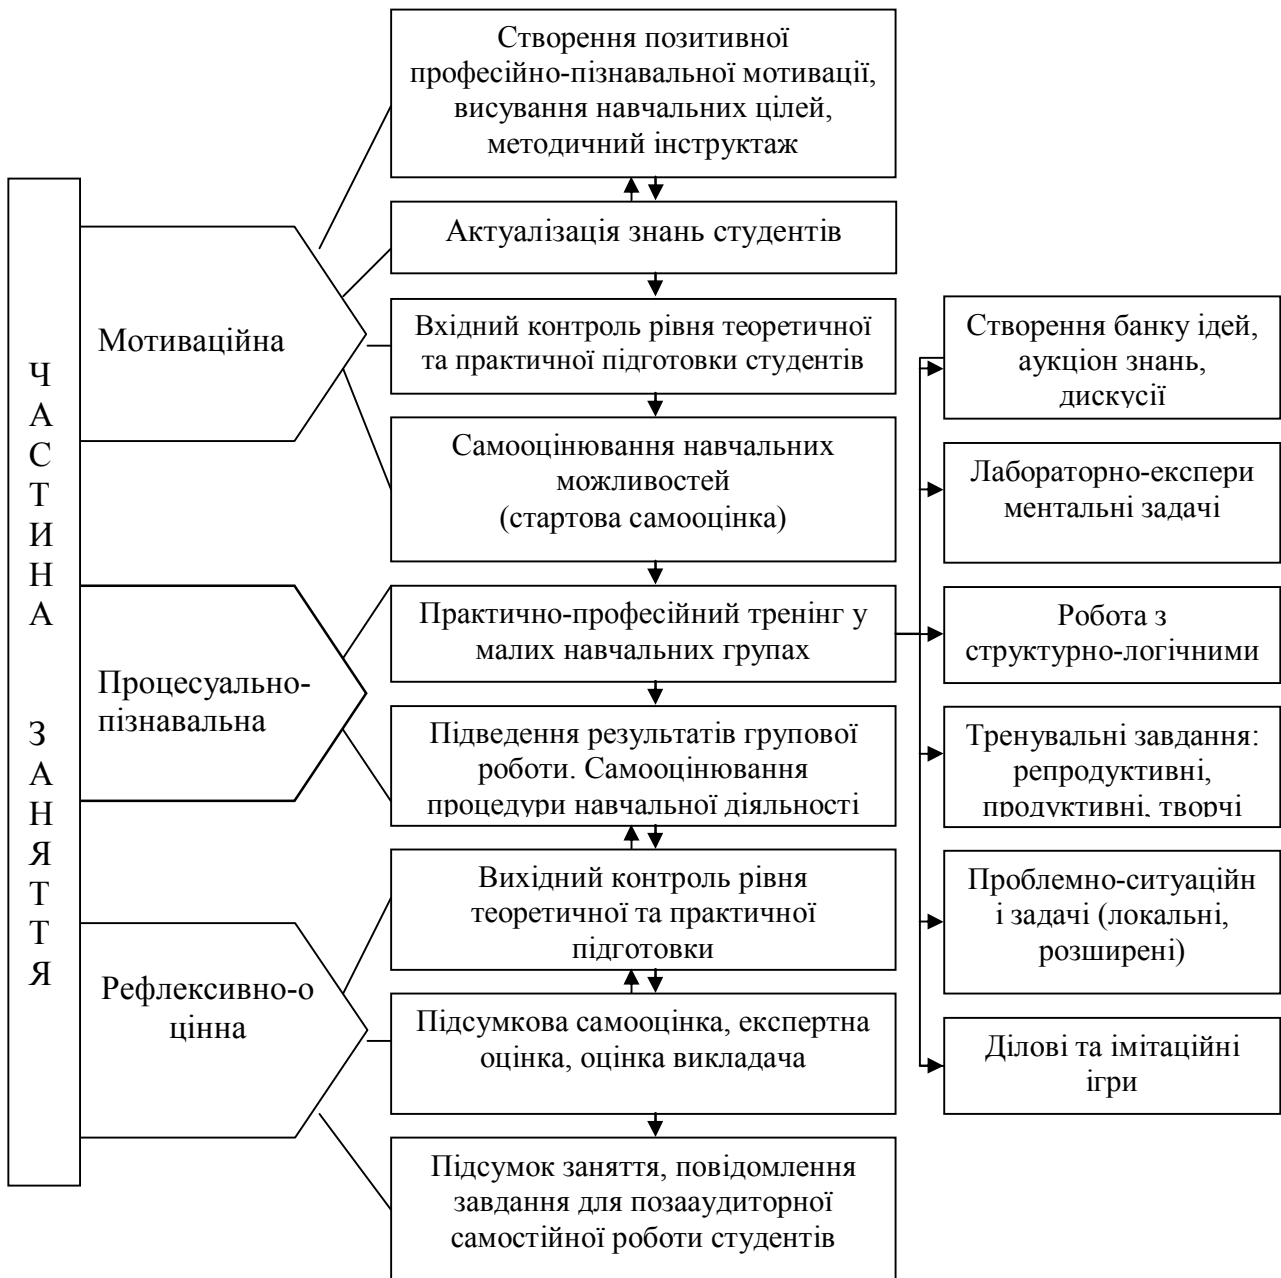 ЧАСТИНА ЗАНЯТТЯ
Мотиваційна
Створення позитивної
професійно-пізнавальної мотивації,
висування навчальних цілей,
методичний інструктаж
Актуалізація знань студентів
Вхідний контроль рівня теоретичної
та практичної підготовки студентів
Самооцінювання навчальних
можливостей
(стартова самооцінка)
Процесуально-
пізнавальна
Практично-професійний тренінг у
малих навчальних групах
Підведення результатів групової
роботи. Самооцінювання
процедури навчальної діяльності
Рефлексивно-о
цінна
Вихідний контроль рівня
теоретичної та практичної
підготовки
Підсумкова самооцінка, експертна
оцінка, оцінка викладача
Підсумок заняття, повідомлення
завдання для позааудиторної
самостійної роботи студентів
Створення банку ідей,
аукціон знань,
дискусії
Лабораторно-експери
ментальні задачі
Робота з
структурно-логічними
Тренувальні завдання:
репродуктивні,
продуктивні, творчі
Проблемно-ситуаційн
і задачі (локальні,
розширені)
Ділові та імітаційні
ігри